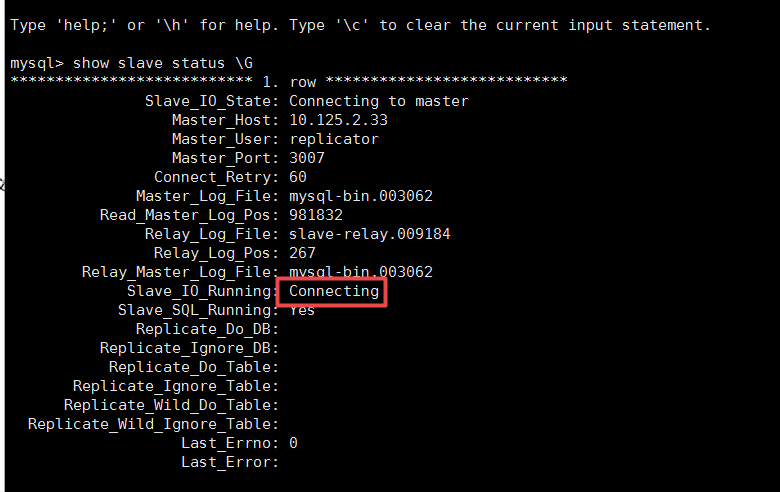 Type 'help;' or '\h' for help. Type '\c' to clear the current input statement.
mysql> show slave status \G
*************************** 1. row ***************************
Slave_IO_State: Connecting to master
Master_Host: 10.125.2.33
Master_User: replicator
Master_Port: 3007
Connect_Retry: 60
Master_Log_File: mysql-bin.003062
Read_Master_Log_Pos: 981832
Relay_Log_File: slave-relay.009184
Relay_Log_Pos: 267
Relay_Master_Log_File: mysql-bin.003062
Slave_IO_Running: Connecting
Slave_SQL_Running: Yes
Replicate_Do_DB:
Replicate_Ignore_DB:
Replicate_Do_Table:
Replicate_Ignore_Table:
Replicate_Wild_Do_Table:
Replicate_Wild_Ignore_Table:
Last_Errno: 0
Last_Error: